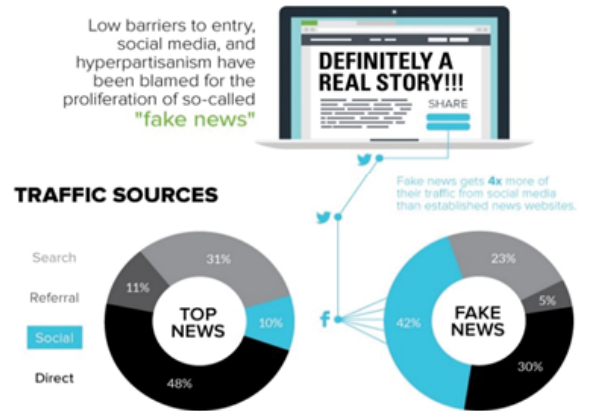 Low barriers to entry,
social media, and
hyperpartisanism have
been blamed for the
proliferation of so-called
"fake news"
DEFINITELY A
REAL STORY!!!
SHARE
Fake news gets 4x more of
their traffic from social media
than established news websites.
TRAFFIC SOURCES
Search
Referral
Social
Direct
31%
11%
TOP
NEWS
10%
48%
23%
5%
42%
FAKE
NEWS
30%